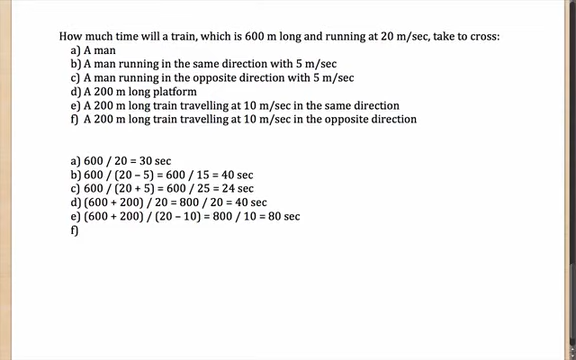 How much time will a train, which is 600 m long and running at 20 m/sec, take to cross:
a) A man
b) A man running in the same direction with 5 m/sec
c) A man running in the opposite direction with 5 m/sec
d) A 200 m long platform
e) A 200 m long train travelling at 10 m/sec in the same direction
f) A 200 m long train travelling at 10 m/sec in the opposite direction
a) 600 / 20 = 30 sec
b) 600 / (20 – 5) = 600 / 15 = 40 sec
c) 600 / (20 + 5) = 600 / 25 = 24 sec
d) (600 + 200) / 20 = 800 / 20 = 40 sec
e) (600 + 200) / (20 – 10) = 800 / 10 = 80 sec
f)